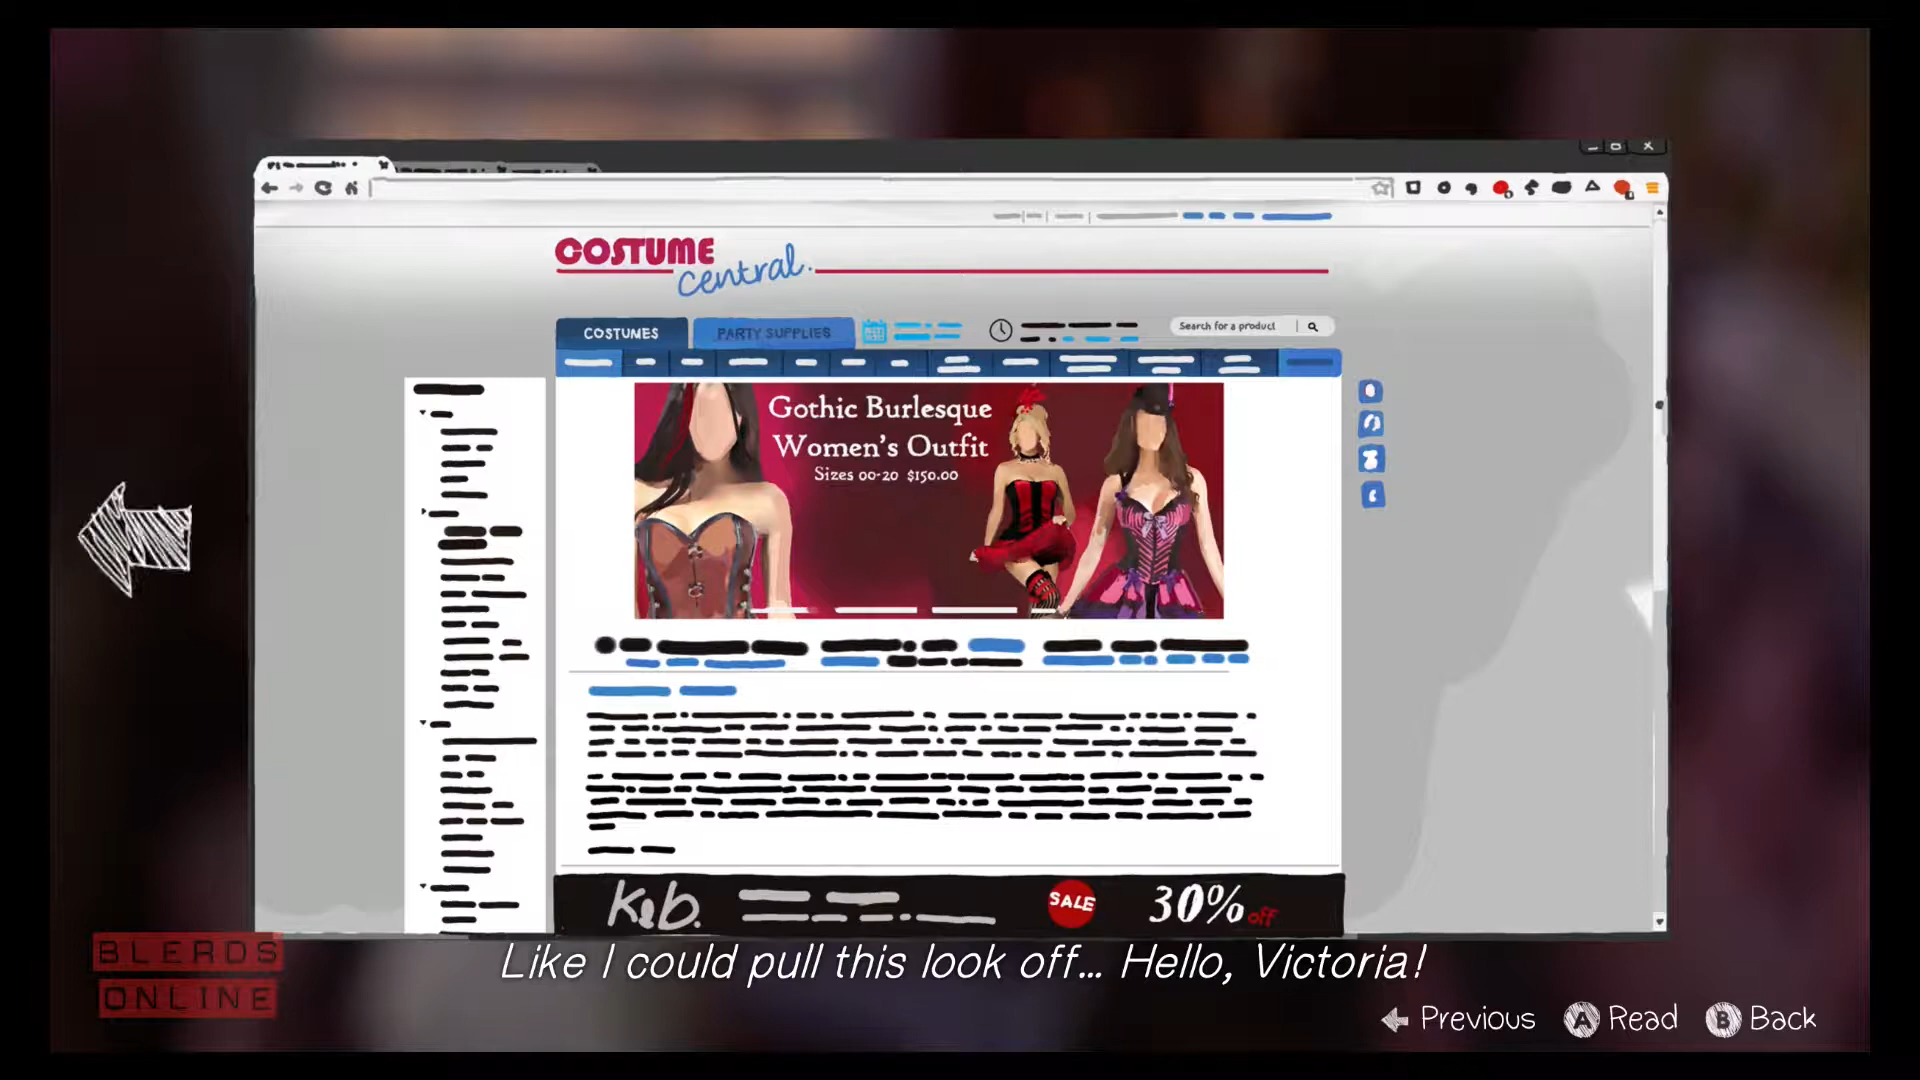 COSTUME
central.
COSTUMES
PARTY SUPPLIES
Search for a product
Gothic Burlesque
Women's Outfit
Sizes 00-20 $150.00
K&b.
SALE
30% off
Like I could pull this look off... Hello, Victoria!
BLERDS
ONLINE
Previous
A Read
B Back